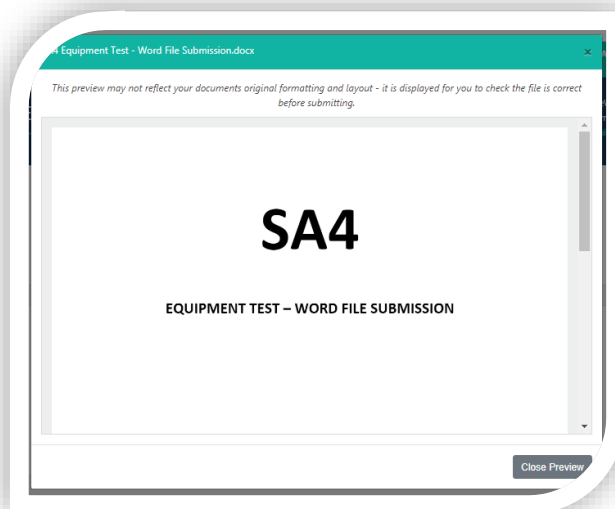 Equipment Test - Word File Submission.docx ×
This preview may not reflect your documents original formatting and layout - it is displayed for you to check the file is correct
before submitting.
SA4
EQUIPMENT TEST – WORD FILE SUBMISSION
Close Preview